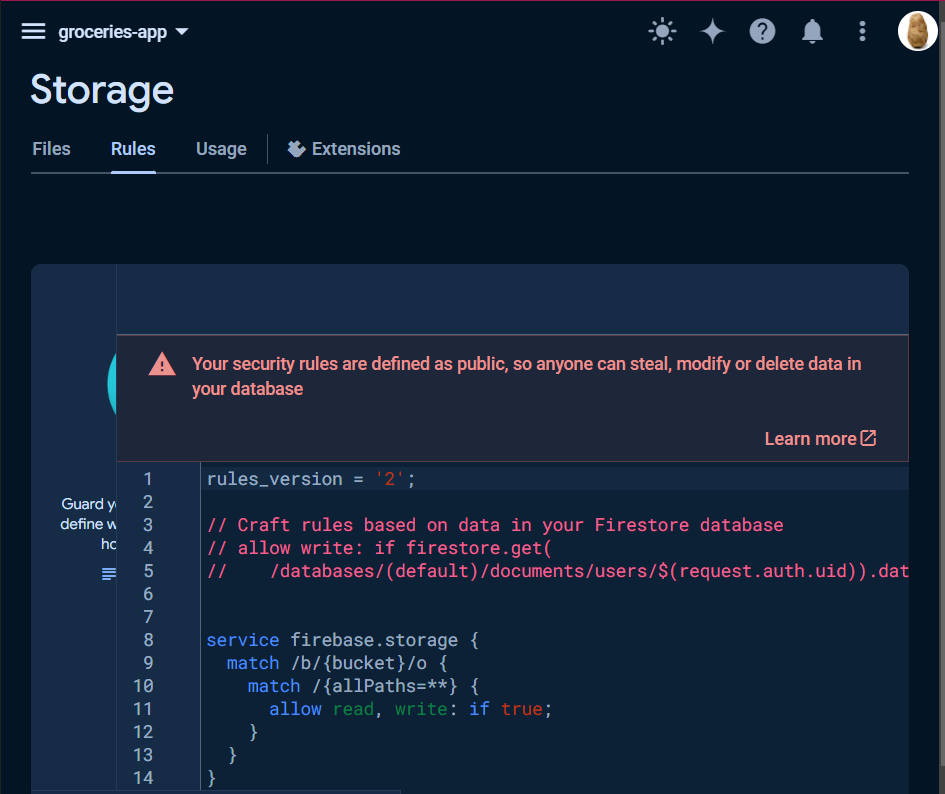 groceries-app
Storage
Files Rules Usage Extensions
Your security rules are defined as public, so anyone can steal, modify or delete data in
your database
Learn more
Guard
define
1 rules_version = '2';
2
3 // Craft rules based on data in your Firestore database
4 // allow write: if firestore.get(
5 //    /databases/(default)/documents/users/$(request.auth.uid)).dat
6
7
8 service firebase.storage {
9   match /b/{bucket}/o {
10     match /{allPaths=**} {
11       allow read, write: if true;
12     }
13   }
14 }